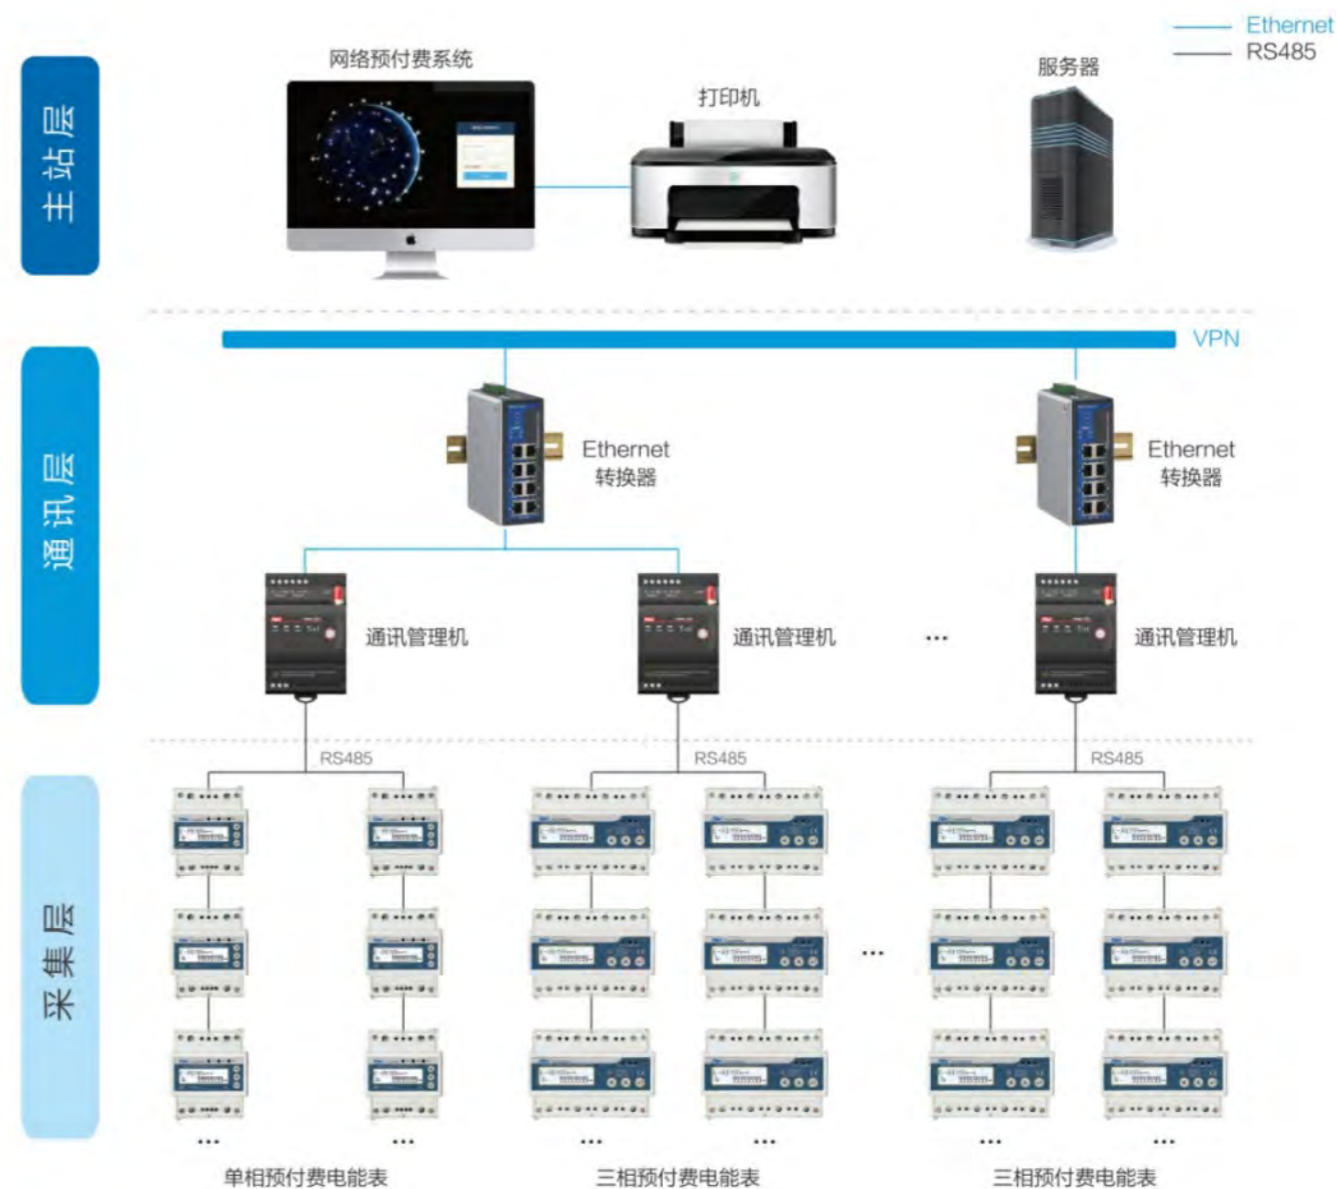 Ethernet
RS485
主站层
网络预付费系统
打印机
服务器
VPN
通讯层
Ethernet
转换器
Ethernet
转换器
通讯管理机
通讯管理机
...
通讯管理机
RS485
RS485
RS485
采集层
...
...
...
...
...
...
...
单相预付费电能表
三相预付费电能表
三相预付费电能表